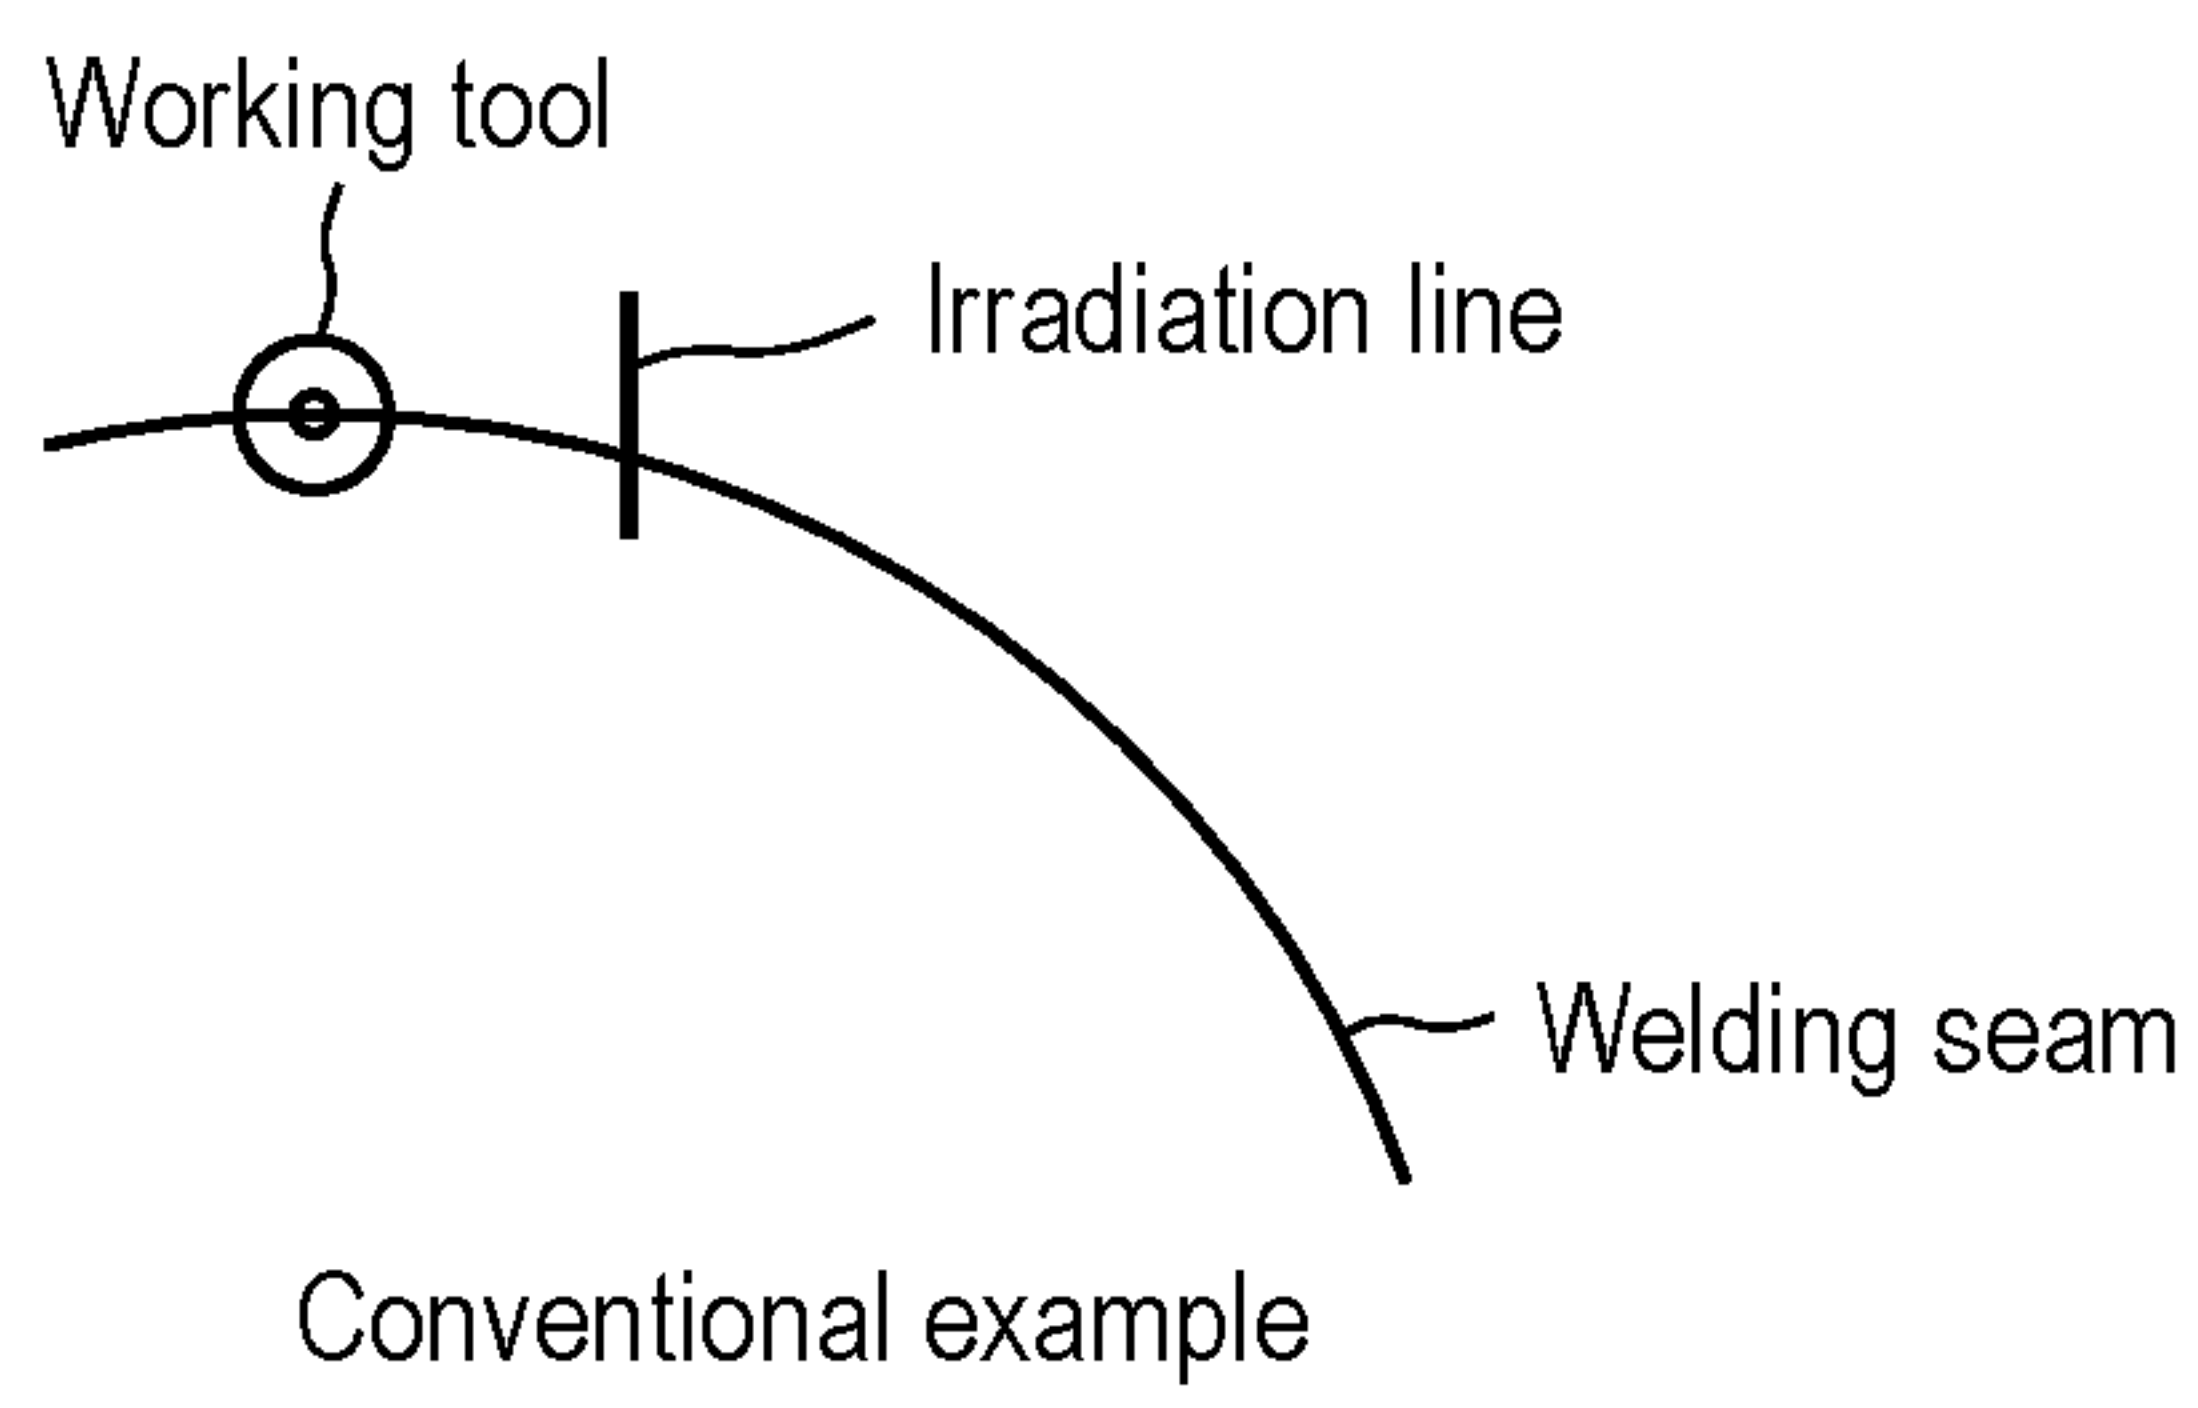 Working tool
Irradiation line
Welding seam
Conventional example